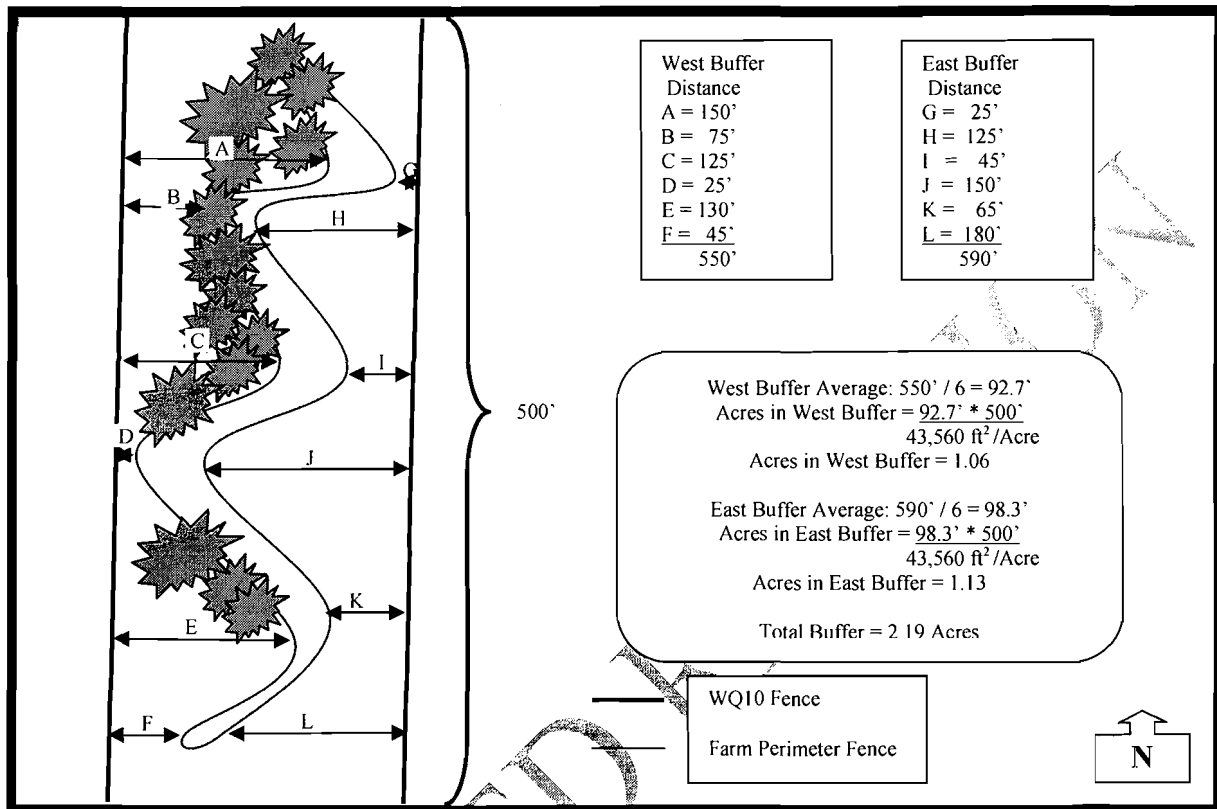 West Buffer
Distance
A = 150'
B = 75'
C = 125'
D = 25'
E = 130'
F = 45'
550'
East Buffer
Distance
G = 25'
H = 125'
I = 45'
J = 150'
K = 65'
L = 180'
590'
A
G
B
H
C
I
500'
D
J
K
E
F
L
West Buffer Average: 550' / 6 = 92.7'
Acres in West Buffer = 92.7' * 500'
43,560 ft²/Acre
Acres in West Buffer = 1.06
East Buffer Average: 590' / 6 = 98.3'
Acres in East Buffer = 98.3' * 500'
43,560 ft²/Acre
Acres in East Buffer = 1.13
Total Buffer = 2.19 Acres
WQ10 Fence
Farm Perimeter Fence
N